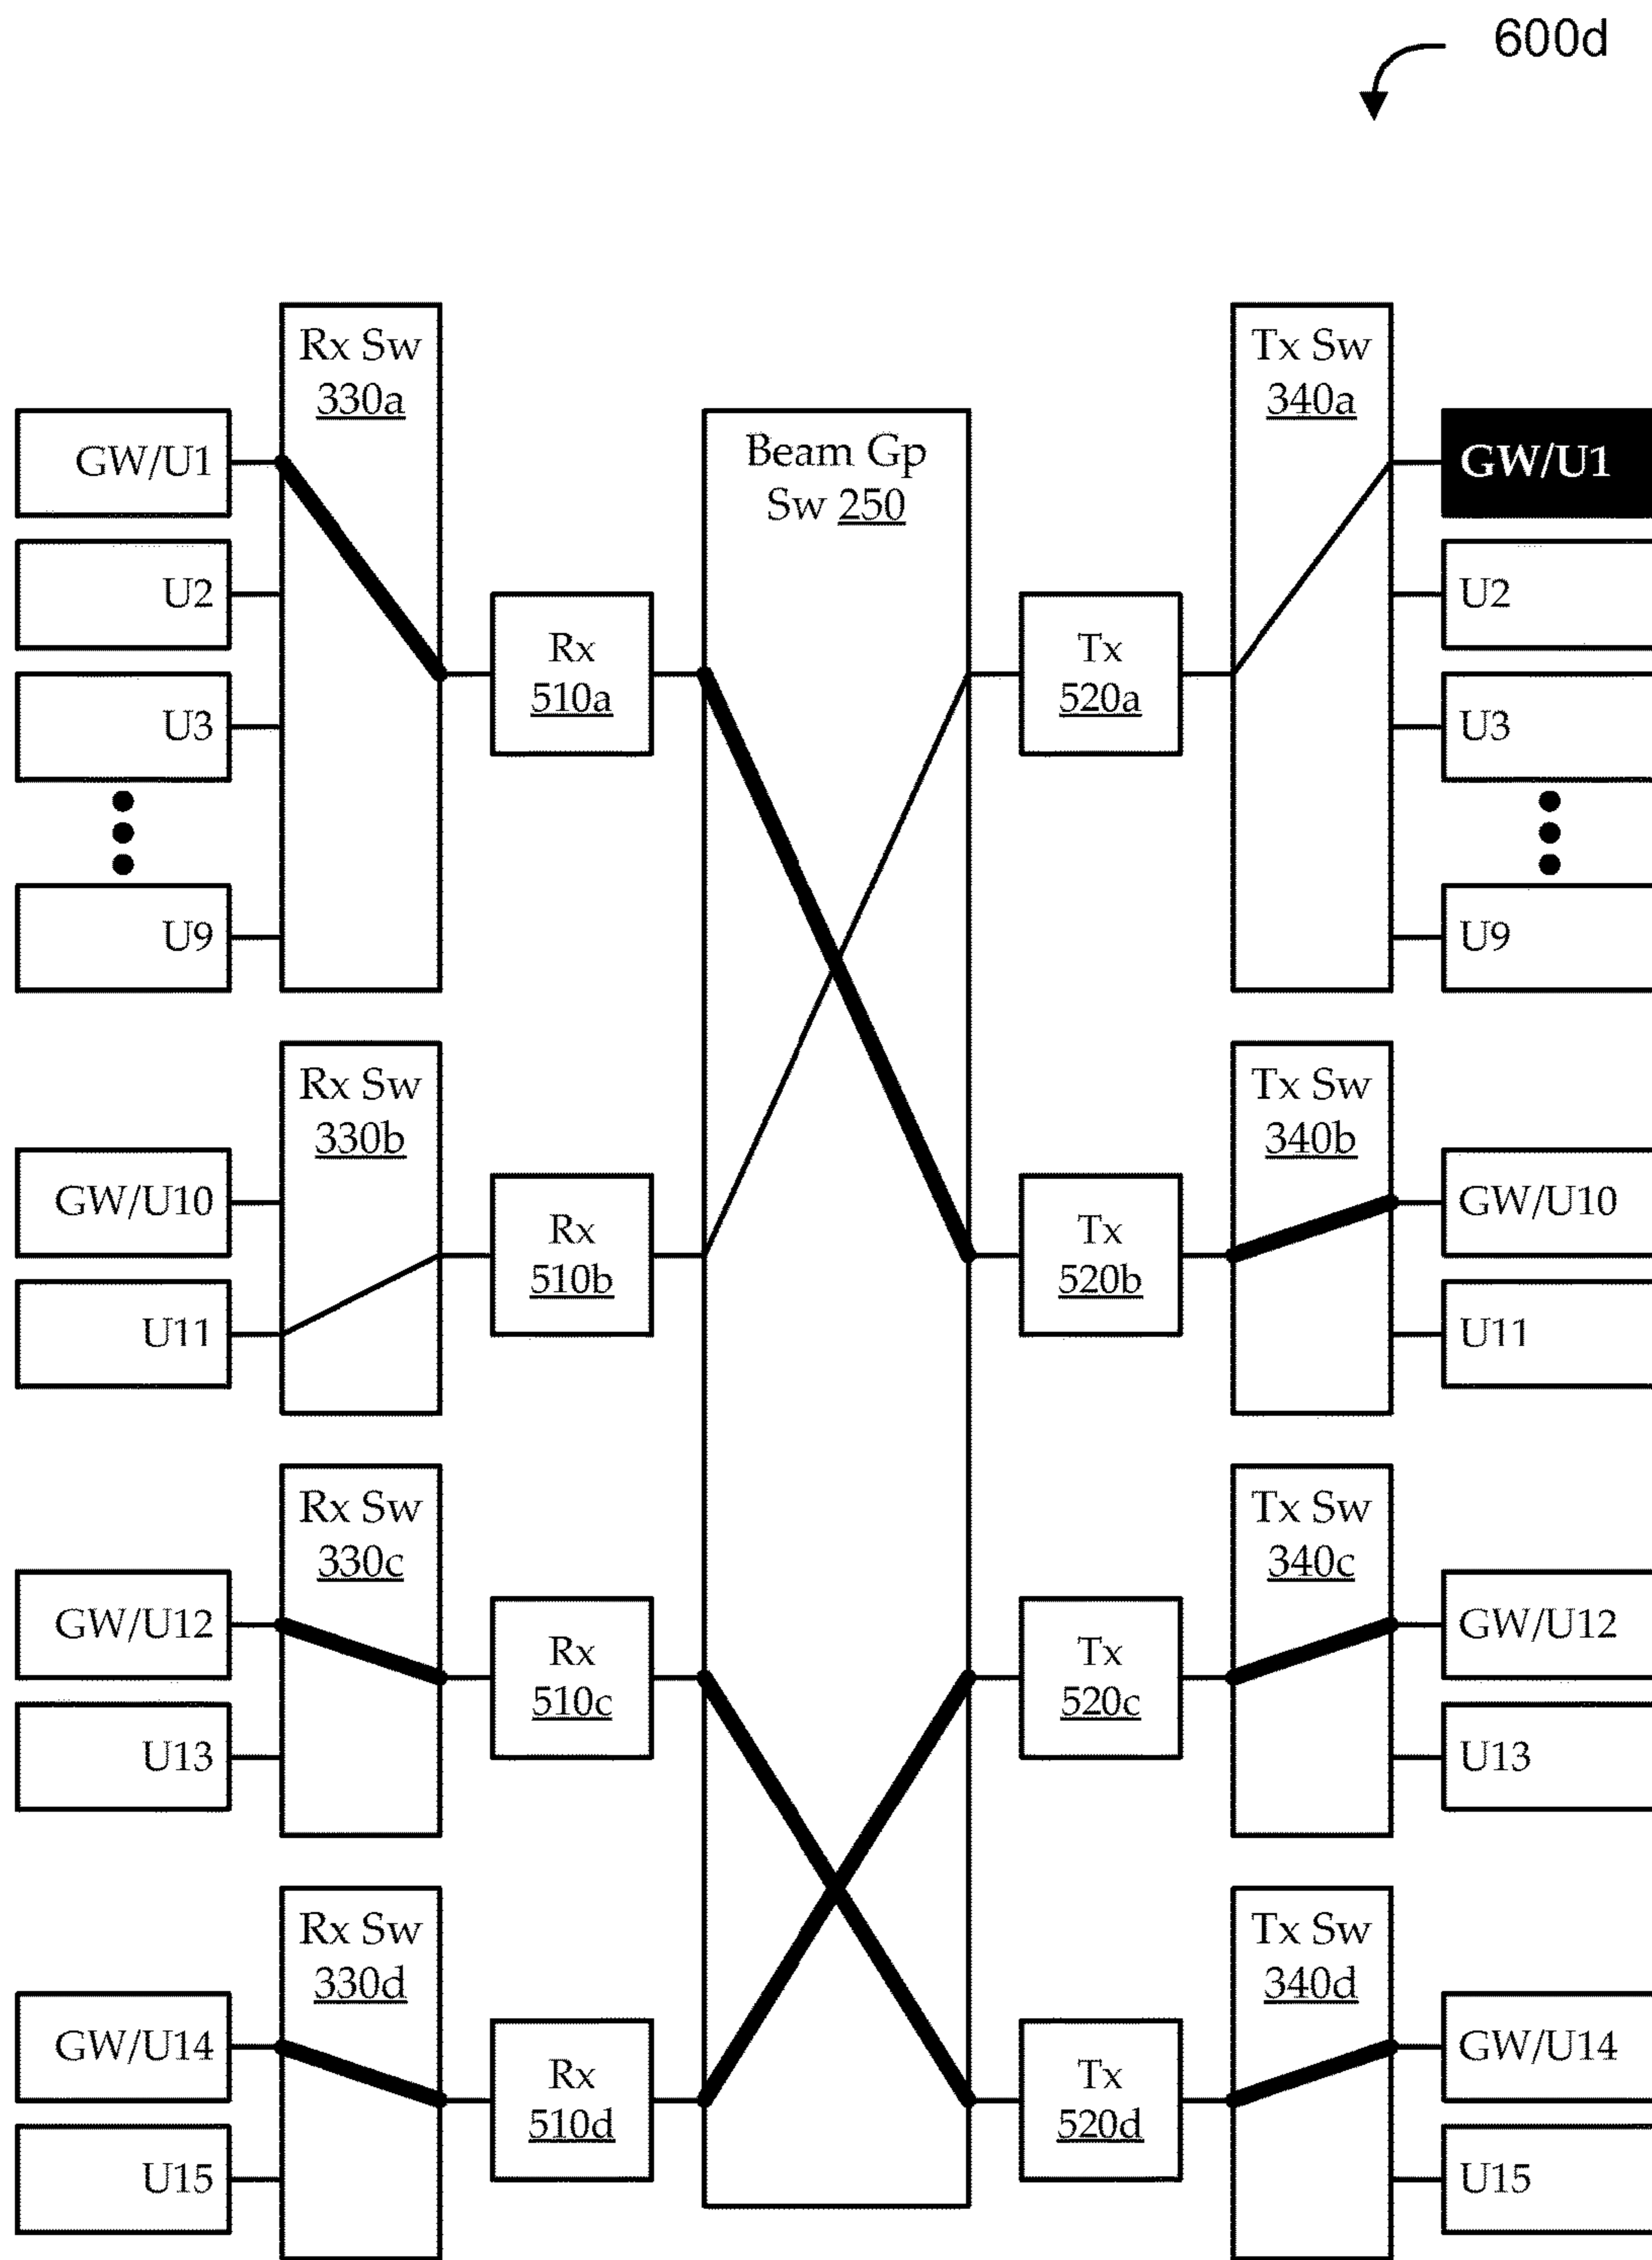 600d
Rx Sw
330a
GW/U1
U2
U3
U9
Rx
510a
Beam Gp
Sw 250
Tx
520a
Tx Sw
340a
GW/U1
U2
U3
U9
Rx Sw
330b
GW/U10
U11
Rx
510b
Tx
520b
Tx Sw
340b
GW/U10
U11
Rx Sw
330c
GW/U12
U13
Rx
510c
Tx
520c
Tx Sw
340c
GW/U12
U13
Rx Sw
330d
GW/U14
U15
Rx
510d
Tx
520d
Tx Sw
340d
GW/U14
U15